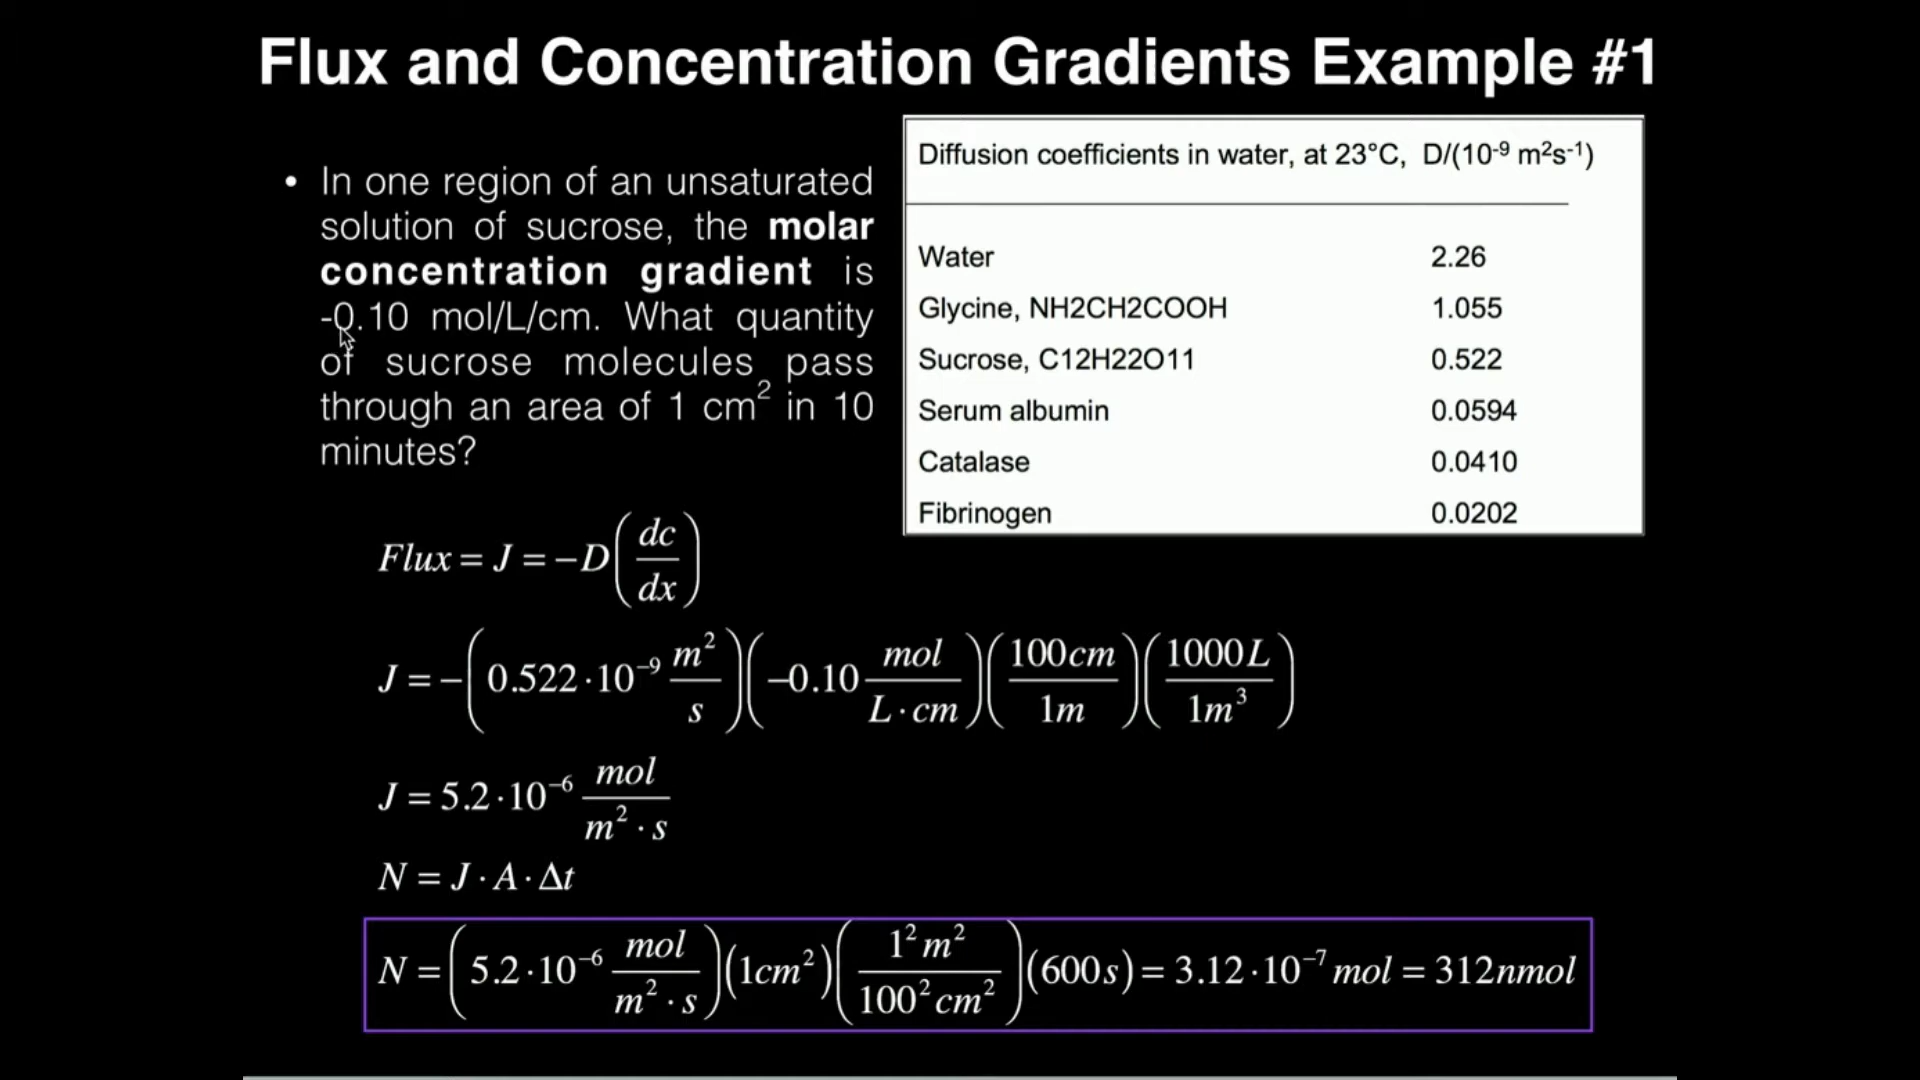 Flux and Concentration Gradients Example #1
• In one region of an unsaturated
solution of sucrose, the molar
concentration gradient is
-0.10 mol/L/cm. What quantity
of sucrose molecules pass
through an area of 1 cm² in 10
minutes?
Diffusion coefficients in water, at 23°C, D/(10⁻⁹ m²s⁻¹)
Water 2.26
Glycine, NH2CH2COOH 1.055
Sucrose, C12H22O11 0.522
Serum albumin 0.0594
Catalase 0.0410
Fibrinogen 0.0202
Flux = J = −D(dc/dx)
J = −(0.522·10⁻⁹ m²/s)(−0.10 mol/L·cm)(100cm/1m)(1000L/1m³)
J = 5.2·10⁻⁶ mol/m²·s
N = J·A·Δt
N = (5.2·10⁻⁶ mol/m²·s)(1cm²)(1²m²/100²cm²)(600s) = 3.12·10⁻⁷ mol = 312nmol